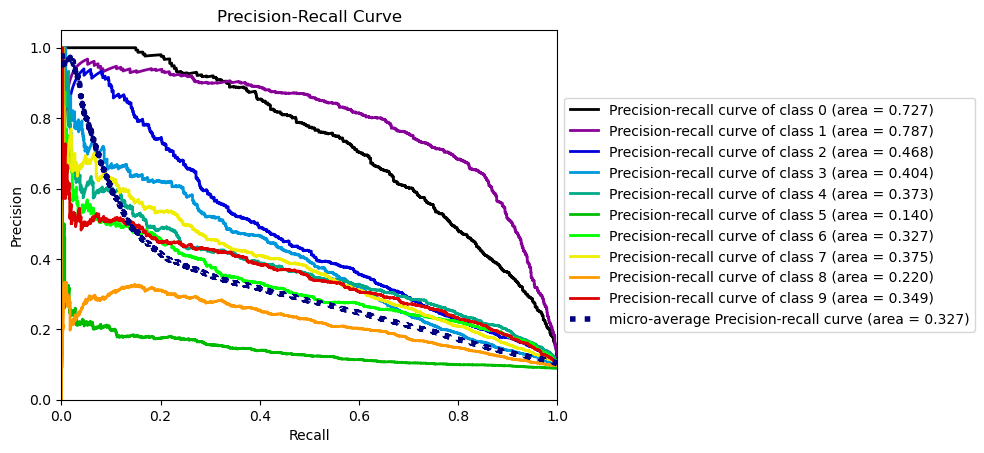 Precision-Recall Curve
1.0
0.8
0.6
0.4
0.2
0.0
Precision
0.0 0.2 0.4 0.6 0.8 1.0
Recall
Precision-recall curve of class 0 (area = 0.727)
Precision-recall curve of class 1 (area = 0.787)
Precision-recall curve of class 2 (area = 0.468)
Precision-recall curve of class 3 (area = 0.404)
Precision-recall curve of class 4 (area = 0.373)
Precision-recall curve of class 5 (area = 0.140)
Precision-recall curve of class 6 (area = 0.327)
Precision-recall curve of class 7 (area = 0.375)
Precision-recall curve of class 8 (area = 0.220)
Precision-recall curve of class 9 (area = 0.349)
micro-average Precision-recall curve (area = 0.327)